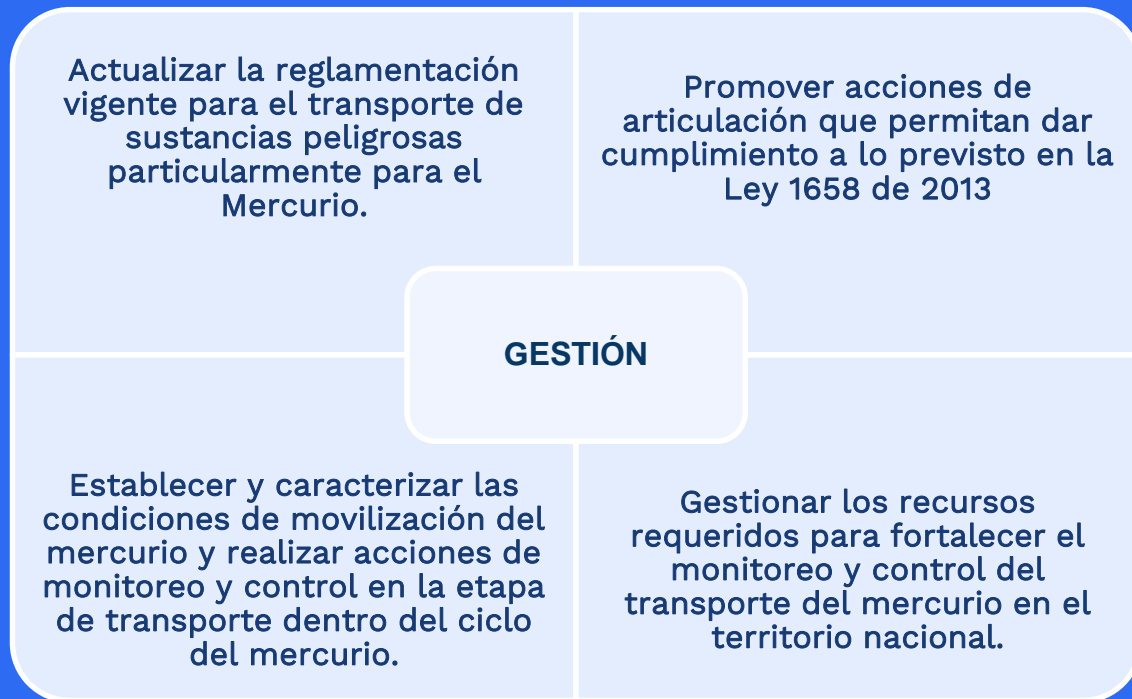 Actualizar la reglamentación
vigente para el transporte de
sustancias peligrosas
particularmente para el
Mercurio.
Promover acciones de
articulación que permitan dar
cumplimiento a lo previsto en la
Ley 1658 de 2013
GESTIÓN
Establecer y caracterizar las
condiciones de movilización del
mercurio y realizar acciones de
monitoreo y control en la etapa
de transporte dentro del ciclo
del mercurio.
Gestionar los recursos
requeridos para fortalecer el
monitoreo y control del
transporte del mercurio en el
territorio nacional.